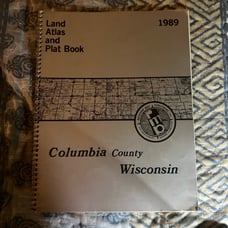 Land
Atlas
and
Plat Book
1989
Columbia County
Wisconsin